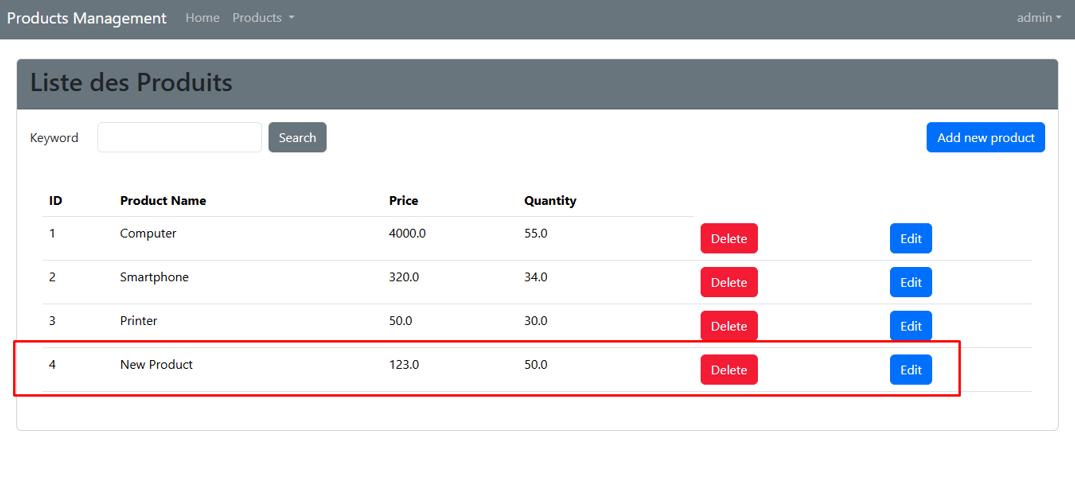 Products Management Home Products admin
Liste des Produits
Keyword Search Add new product
ID Product Name Price Quantity
1 Computer 4000.0 55.0 Delete Edit
2 Smartphone 320.0 34.0 Delete Edit
3 Printer 50.0 30.0 Delete Edit
4 New Product 123.0 50.0 Delete Edit